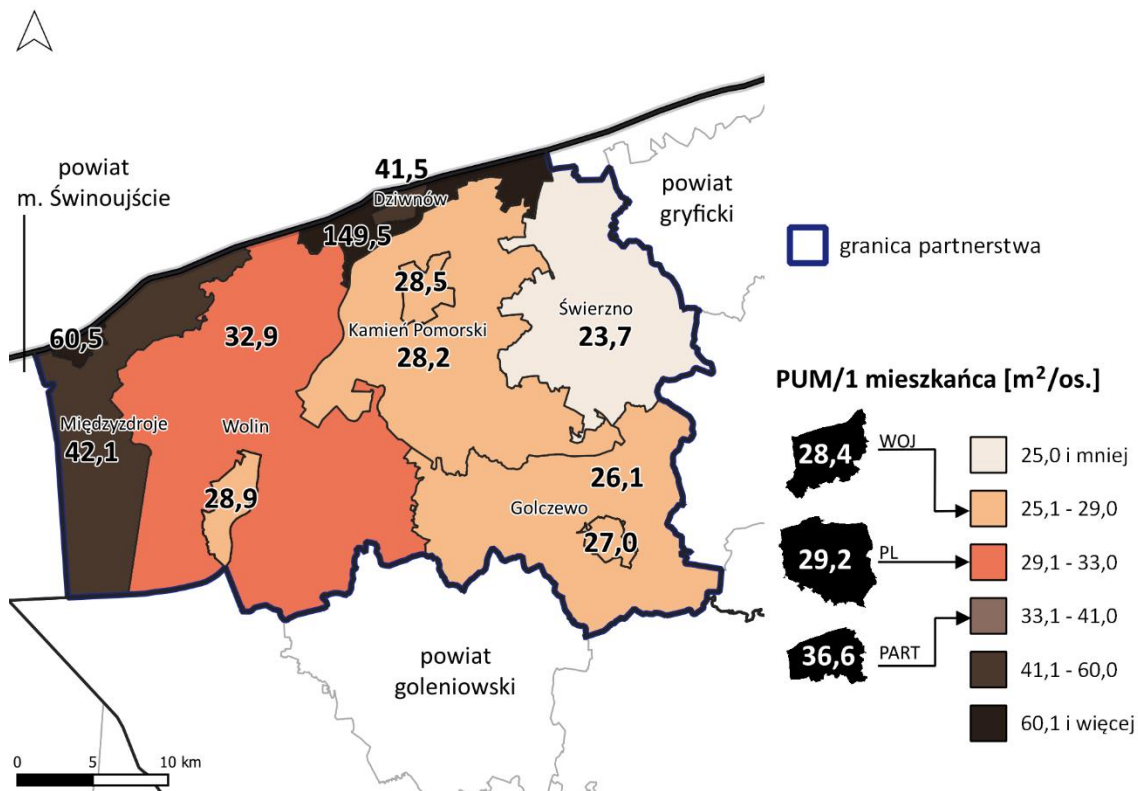 powiat
m. Świnoujście
41,5
Dziwnów
149,5
powiat
gryficki
granica partnerstwa
28,5
60,5
32,9
Kamień Pomorski
28,2
Świerzno
23,7
Międzyzdroje
42,1
Wolin
28,9
26,1
Golczewo
27,0
powiat
goleniowski
0 5 10 km
PUM/1 mieszkańca [m²/os.]
28,4 WOJ
29,2 PL
36,6 PART
25,0 i mniej
25,1 - 29,0
29,1 - 33,0
33,1 - 41,0
41,1 - 60,0
60,1 i więcej